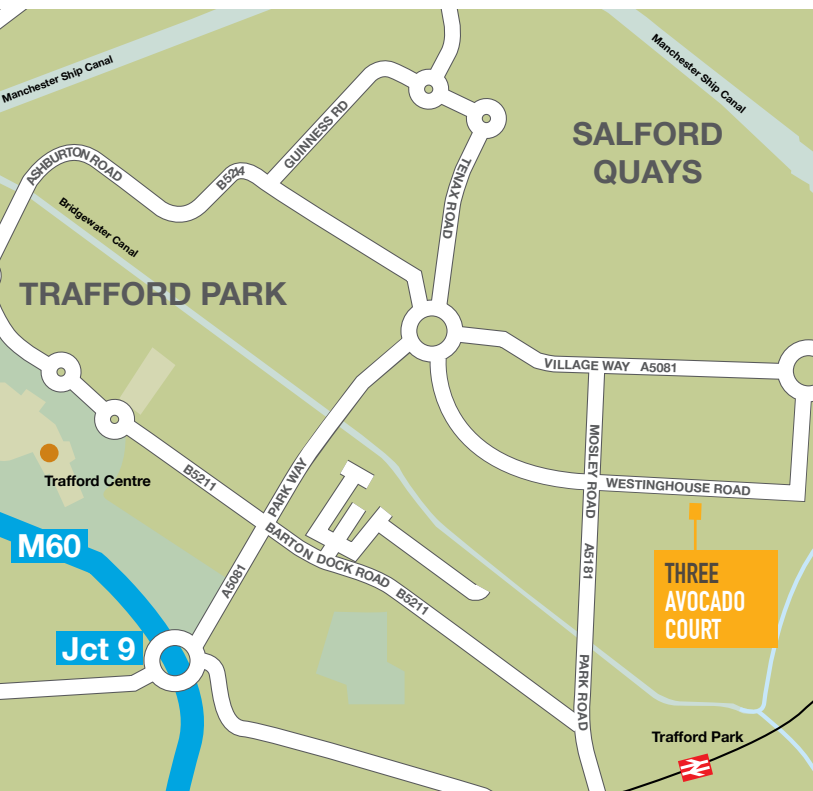 Manchester Ship Canal
Manchester Ship Canal
SALFORD
QUAYS
GUINNESS RD
ASHBURTON ROAD
B5214
TENAX ROAD
Bridgewater Canal
TRAFFORD PARK
VILLAGE WAY A5081
MOSLEY ROAD
WESTINGHOUSE ROAD
Trafford Centre
B5211
PARK WAY
M60
BARTON DOCK ROAD B5211
A5081
A5181
THREE
AVOCADO
COURT
Jct 9
PARK ROAD
Trafford Park